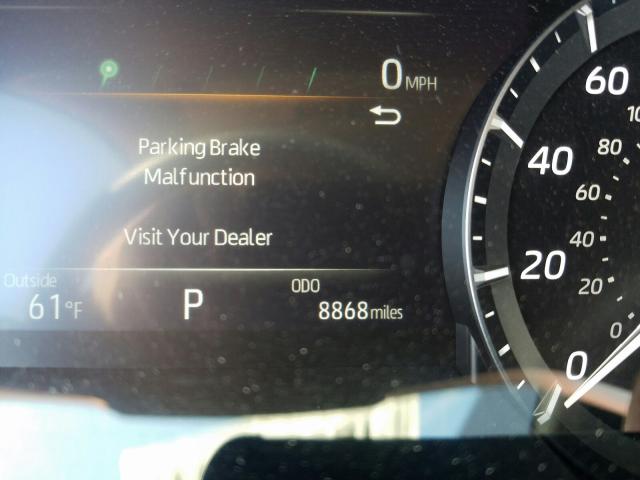 0 MPH
Parking Brake
Malfunction
Visit Your Dealer
Outside
61°F
P
ODO
8868 miles
60
80
40
60
40
20
20
0
0